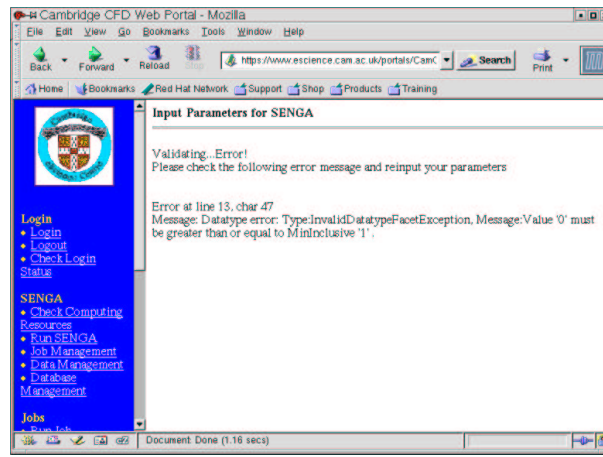 Cambridge CFD Web Portal - Mozilla
File Edit View Go Bookmarks Tools Window Help
Back Forward Reload Stop https://www.escience.cam.ac.uk/portals/CamC Search Print
Home Bookmarks Red Hat Network Support Shop Products Training
Input Parameters for SENGA
Validating...Error!
Please check the following error message and reinput your parameters
Error at line 13, char 47
Message: Datatype error: Type:InvalidDatatypeFacetException, Message:Value '0' must
be greater than or equal to MinInclusive '1' .
Login
Login
Logout
Check Login
Status
SENGA
Check Computing
Resources
Run SENGA
Job Management
Data Management
Database
Management
Jobs
Run Job
Document: Done (1.16 secs)